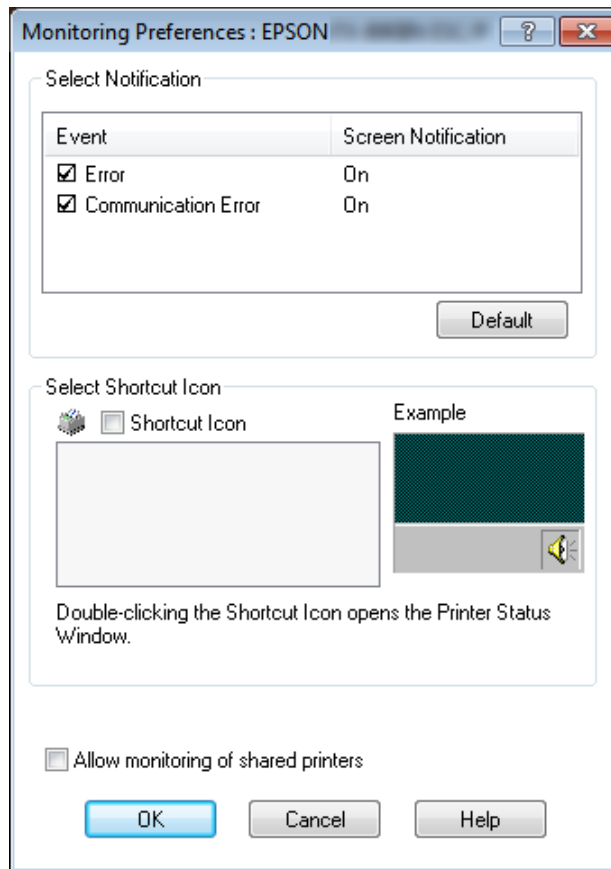 Monitoring Preferences : EPSON
Select Notification
Event Screen Notification
Error On
Communication Error On
Default
Select Shortcut Icon
Shortcut Icon
Example
Double-clicking the Shortcut Icon opens the Printer Status
Window.
Allow monitoring of shared printers
OK Cancel Help